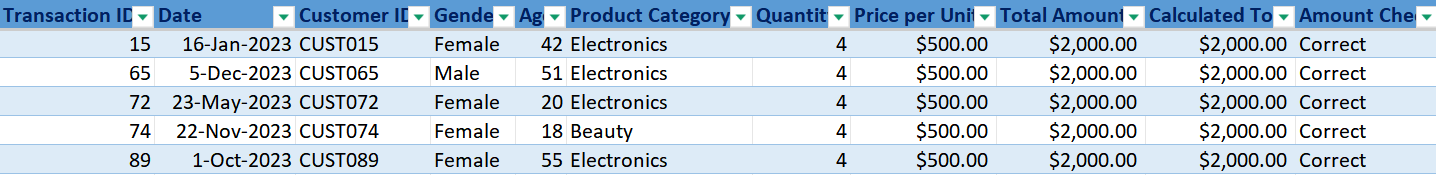 Transaction ID Date Customer ID Gende Ag Product Category Quantit Price per Unit Total Amount Calculated To Amount Che
15 16-Jan-2023 CUST015 Female 42 Electronics 4 $500.00 $2,000.00 $2,000.00 Correct
65 5-Dec-2023 CUST065 Male 51 Electronics 4 $500.00 $2,000.00 $2,000.00 Correct
72 23-May-2023 CUST072 Female 20 Electronics 4 $500.00 $2,000.00 $2,000.00 Correct
74 22-Nov-2023 CUST074 Female 18 Beauty 4 $500.00 $2,000.00 $2,000.00 Correct
89 1-Oct-2023 CUST089 Female 55 Electronics 4 $500.00 $2,000.00 $2,000.00 Correct